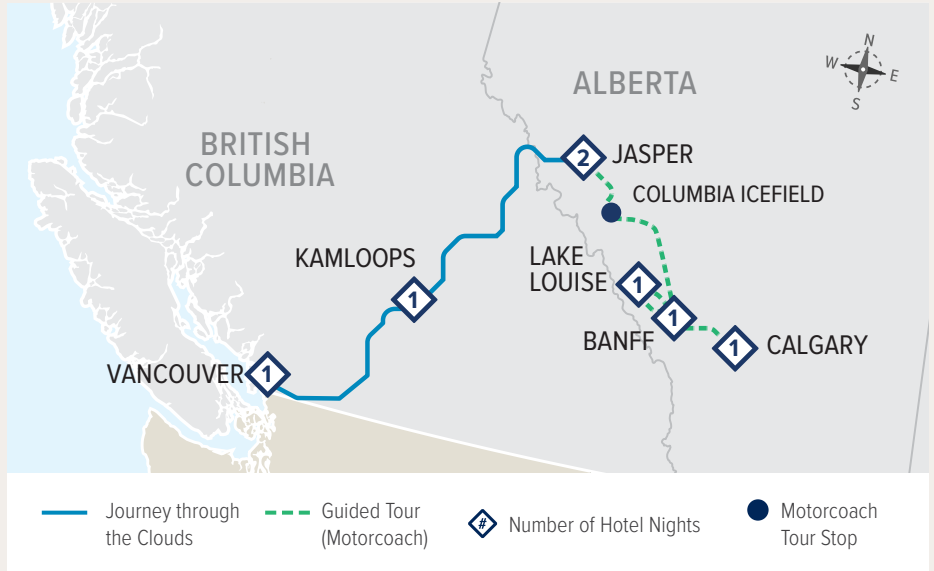 N
W
E
S
ALBERTA
BRITISH
COLUMBIA
2
JASPER
COLUMBIA ICEFIELD
KAMLOOPS
1
LAKE
LOUISE
1
1
BANFF
1
CALGARY
VANCOUVER
1
Journey through
the Clouds
Guided Tour
(Motorcoach)
#
Number of Hotel Nights
Motorcoach
Tour Stop